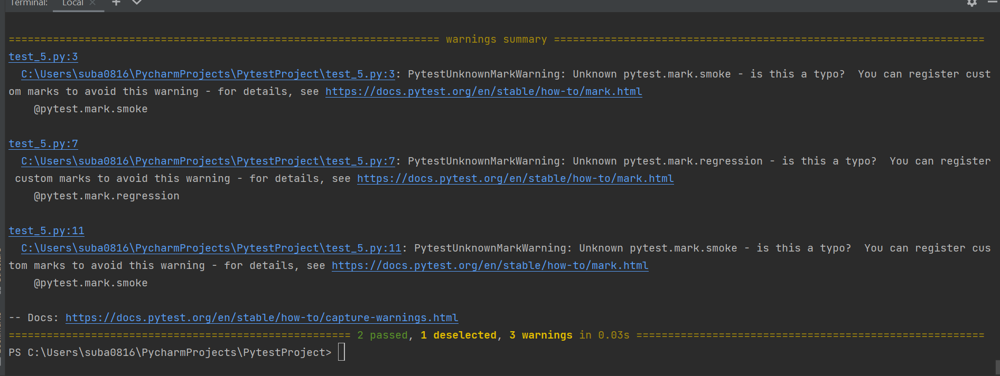 Terminal: Local
======================================================================== warnings summary ========================================================================
test_5.py:3
C:\Users\suba0816\PycharmProjects\PytestProject\test_5.py:3: PytestUnknownMarkWarning: Unknown pytest.mark.smoke - is this a typo?  You can register cust
om marks to avoid this warning - for details, see https://docs.pytest.org/en/stable/how-to/mark.html
@pytest.mark.smoke
test_5.py:7
C:\Users\suba0816\PycharmProjects\PytestProject\test_5.py:7: PytestUnknownMarkWarning: Unknown pytest.mark.regression - is this a typo?  You can register
custom marks to avoid this warning - for details, see https://docs.pytest.org/en/stable/how-to/mark.html
@pytest.mark.regression
test_5.py:11
C:\Users\suba0816\PycharmProjects\PytestProject\test_5.py:11: PytestUnknownMarkWarning: Unknown pytest.mark.smoke - is this a typo?  You can register cus
tom marks to avoid this warning - for details, see https://docs.pytest.org/en/stable/how-to/mark.html
@pytest.mark.smoke
-- Docs: https://docs.pytest.org/en/stable/how-to/capture-warnings.html
====================================================== 2 passed, 1 deselected, 3 warnings in 0.03s =======================================================
PS C:\Users\suba0816\PycharmProjects\PytestProject>